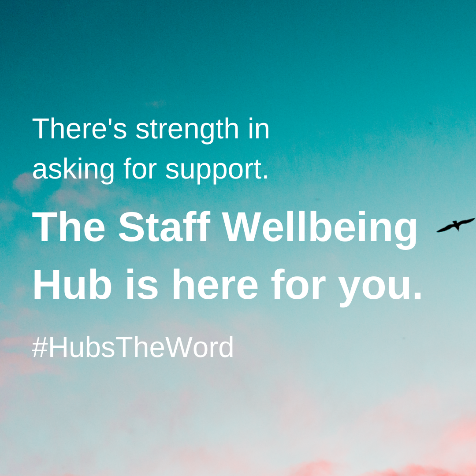 There's strength in
asking for support.
The Staff Wellbeing
Hub is here for you.
#HubsTheWord